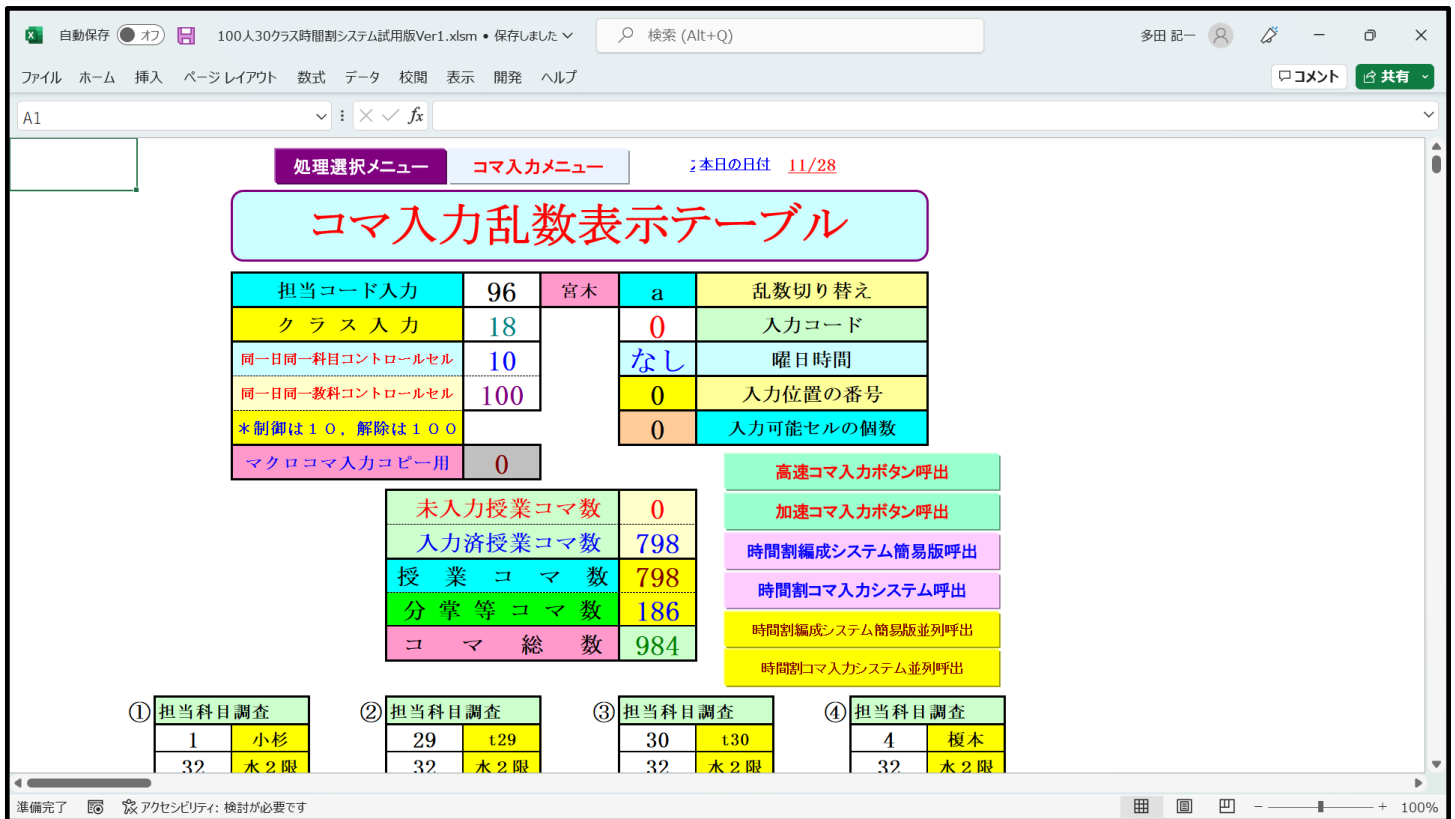 自動保存 オフ 100人30クラス時間割システム試用版Ver1.xlsm • 保存しました 検索 (Alt+Q) 多田 記一
ファイル ホーム 挿入 ページ レイアウト 数式 データ 校閲 表示 開発 ヘルプ コメント 共有
A1 fx
処理選択メニュー コマ入力メニュー 本日の日付 11/28
コマ入力乱数表示テーブル
担当コード入力 96 宮木 a 乱数切り替え
クラス入力 18 0 入力コード
同一日同一科目コントロールセル 10 なし 曜日時間
同一日同一教科コントロールセル 100 0 入力位置の番号
*制御は10,解除は100 0 入力可能セルの個数
マクロコマ入力コピー用 0
高速コマ入力ボタン呼出
未入力授業コマ数 0
加速コマ入力ボタン呼出
入力済授業コマ数 798
時間割編成システム簡易版呼出
授業コマ数 798
時間割コマ入力システム呼出
分掌等コマ数 186
時間割編成システム簡易版並列呼出
コマ総数 984
時間割コマ入力システム並列呼出
① 担当科目調査 ② 担当科目調査 ③ 担当科目調査 ④ 担当科目調査
1 小杉 29 t29 30 t30 4 榎本
32 水2限 32 水2限 32 水2限 32 水2限
準備完了 アクセシビリティ: 検討が必要です 100%